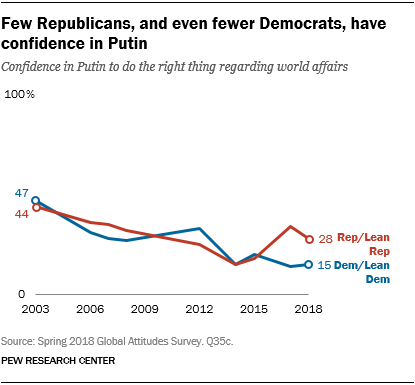 Few Republicans, and even fewer Democrats, have
confidence in Putin
Confidence in Putin to do the right thing regarding world affairs
100%
47
44
28 Rep/Lean
Rep
15 Dem/Lean
Dem
0
2003 2006 2009 2012 2015 2018
Source: Spring 2018 Global Attitudes Survey. Q35c.
PEW RESEARCH CENTER